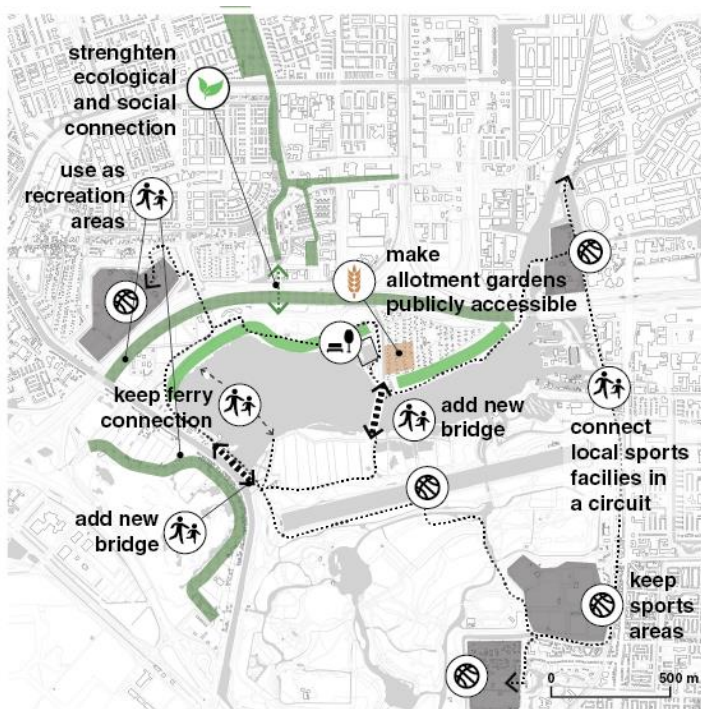 strenghten
ecological
and social
connection
use as
recreation
areas
make
allotment gardens
publicly accessible
keep ferry
connection
add new
bridge
connect
local sports
facilies in
a circuit
add new
bridge
keep
sports
areas
0 500 m